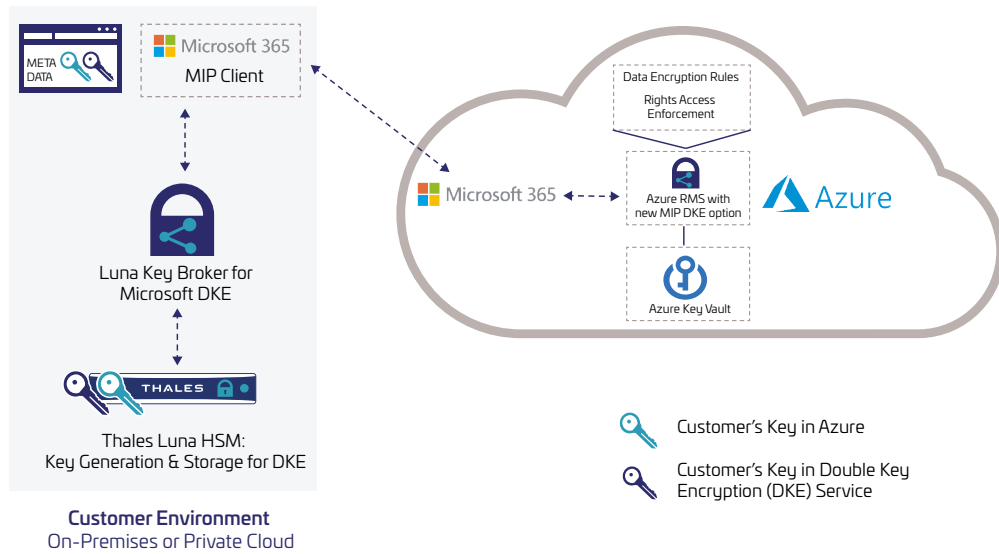 META
DATA
Microsoft 365
MIP Client
Luna Key Broker for
Microsoft DKE
THALES
Thales Luna HSM:
Key Generation & Storage for DKE
Customer Environment
On-Premises or Private Cloud
Data Encryption Rules
Rights Access
Enforcement
Microsoft 365
Azure RMS with
new MIP DKE option
Azure
Azure Key Vault
Customer's Key in Azure
Customer's Key in Double Key
Encryption (DKE) Service